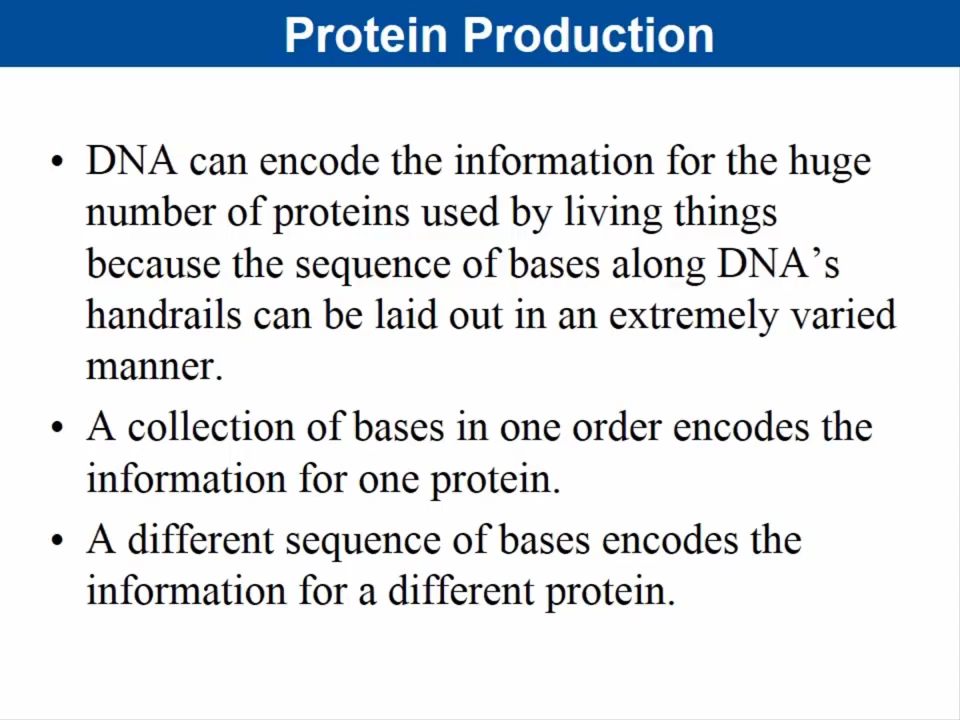 Protein Production
• DNA can encode the information for the huge
number of proteins used by living things
because the sequence of bases along DNA’s
handrails can be laid out in an extremely varied
manner.
• A collection of bases in one order encodes the
information for one protein.
• A different sequence of bases encodes the
information for a different protein.